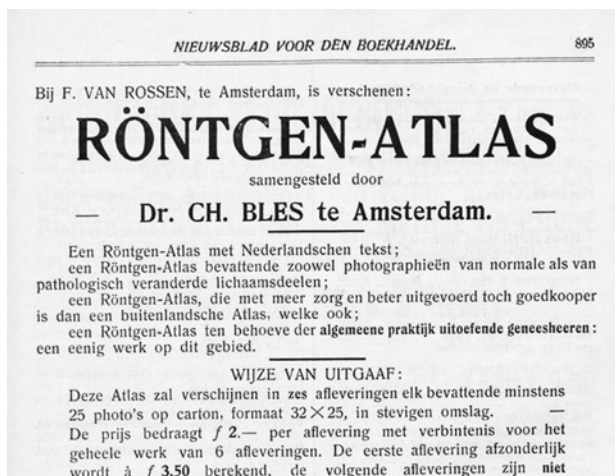 NIEUWSBLAD VOOR DEN BOEKHANDEL. 895
Bij F. VAN ROSSEN, te Amsterdam, is verschenen:
RÖNTGEN-ATLAS
samengesteld door
— Dr. CH. BLES te Amsterdam. —
Een Röntgen-Atlas met Nederlandschen tekst;
een Röntgen-Atlas bevattende zoowel photographieën van normale als van
pathologisch veranderde lichaamsdeelen;
een Röntgen-Atlas, die met meer zorg en beter uitgevoerd toch goedkooper
is dan een buitenlandsche Atlas, welke ook;
een Röntgen-Atlas ten behoeve der algemeene praktijk uitoefende geneesheeren:
een eenig werk op dit gebied.
WIJZE VAN UITGAAF:
Deze Atlas zal verschijnen in zes afleveringen elk bevattende minstens
25 photo's op carton, formaat 32×25, in stevigen omslag. —
De prijs bedraagt ƒ 2.— per aflevering met verbintenis voor het
geheele werk van 6 afleveringen. De eerste aflevering afzonderlijk
wordt à ƒ 3.50 berekend, de volgende afleveringen zijn niet